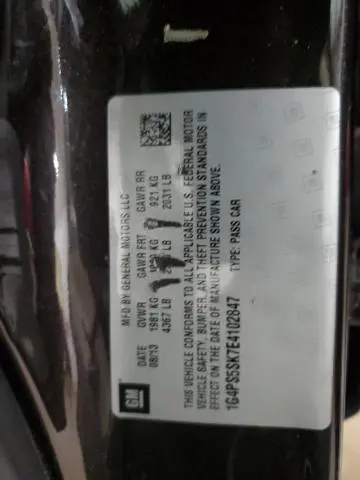 GM
MFD BY GENERAL MOTORS LLC
DATE GVWR GAWR FRT GAWR RR
08/13 1981 KG KG 921 KG
4367 LB LB 2031 LB
THIS VEHICLE CONFORMS TO ALL APPLICABLE U.S. FEDERAL MOTOR
VEHICLE SAFETY, BUMPER, AND THEFT PREVENTION STANDARDS IN
EFFECT ON THE DATE OF MANUFACTURE SHOWN ABOVE.
1G4PS5SK7E4102847 TYPE: PASS CAR